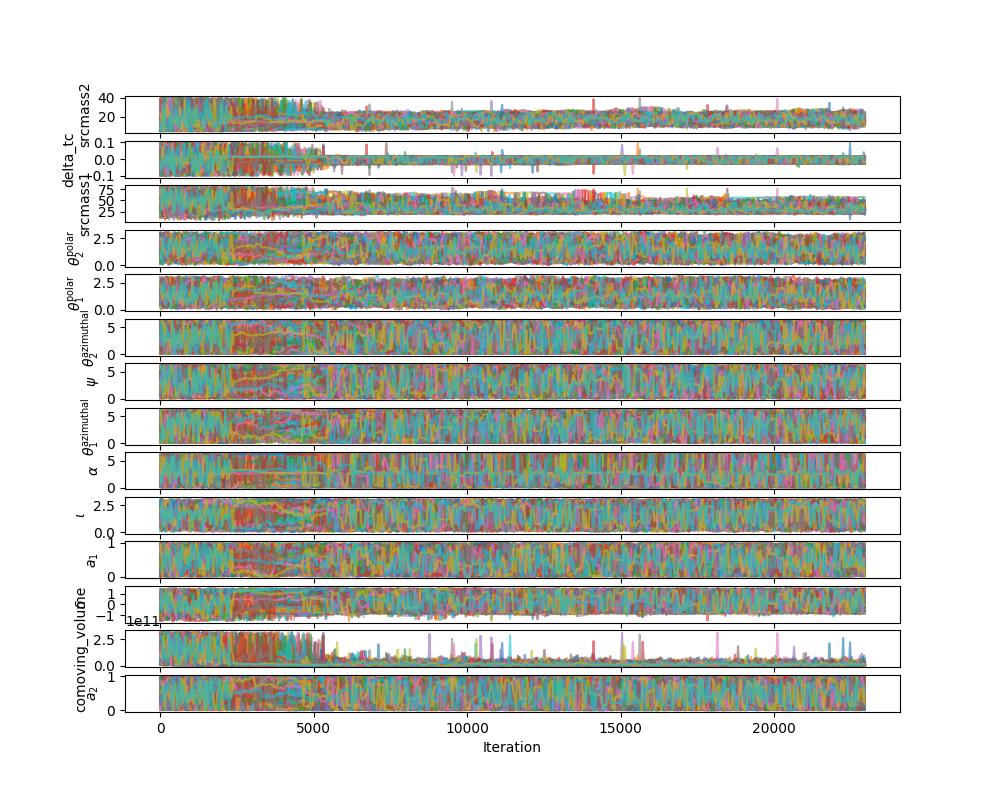 srcmass2
40
20
delta_tc
0.1
0.0
−0.1
srcmass1
75
50
25
θ₂^polar
2.5
0.0
θ₁^polar
2.5
0.0
θ₂^azimuthal
5
0
ψ
5
0
θ₁^azimuthal
5
0
α
5
0
ι
2.5
0.0
a₁
1
0
1
0
−1
comoving_volume
1e11
2.5
0.0
a₂
1
0
0 5000 10000 15000 20000
Iteration